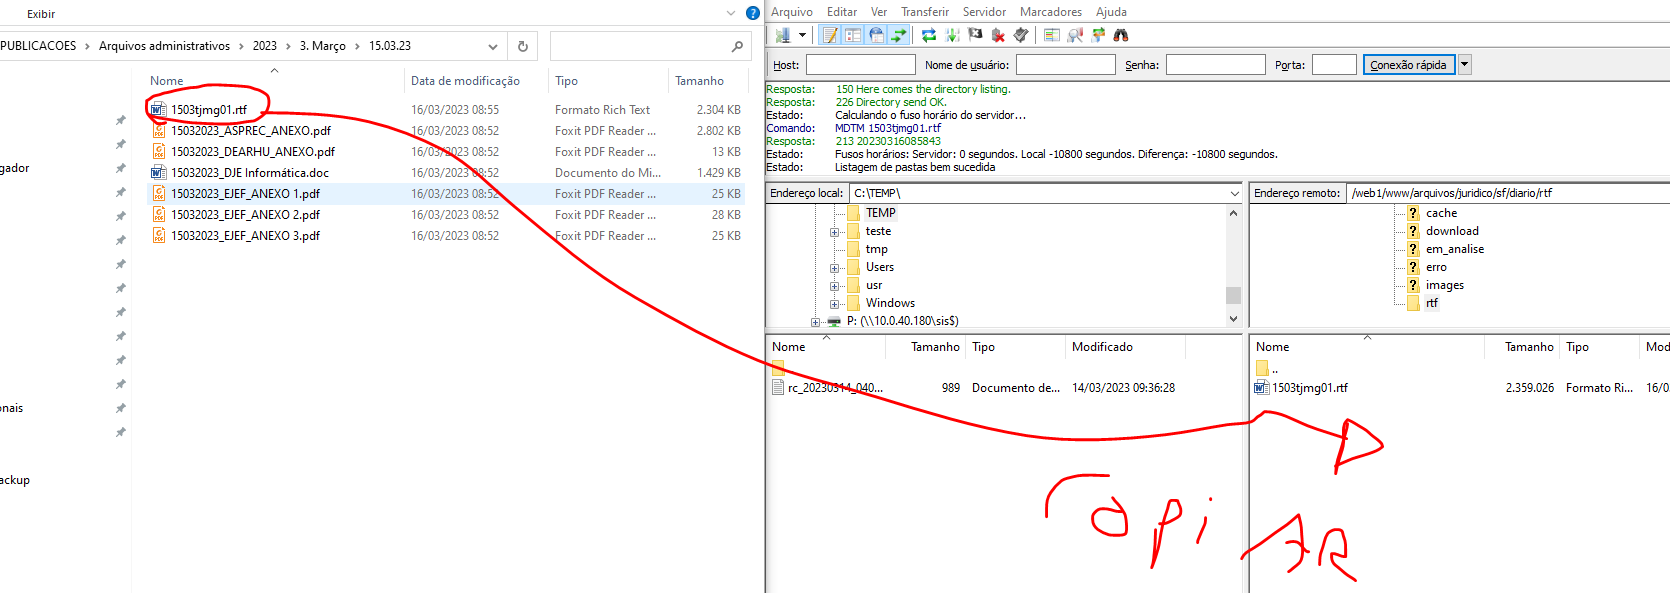 Exibir
PUBLICACOES > Arquivos administrativos > 2023 > 3. Março > 15.03.23
Nome Data de modificação Tipo Tamanho
1503tjmg01.rtf 16/03/2023 08:55 Formato Rich Text 2.304 KB
15032023_ASPREC_ANEXO.pdf 16/03/2023 08:52 Foxit PDF Reader ... 2.802 KB
15032023_DEARHU_ANEXO.pdf 16/03/2023 08:52 Foxit PDF Reader ... 13 KB
15032023_DJE Informática.doc 16/03/2023 08:52 Documento do Mi... 1.429 KB
15032023_EJEF_ANEXO 1.pdf 16/03/2023 08:52 Foxit PDF Reader ... 25 KB
15032023_EJEF_ANEXO 2.pdf 16/03/2023 08:52 Foxit PDF Reader ... 28 KB
15032023_EJEF_ANEXO 3.pdf 16/03/2023 08:52 Foxit PDF Reader ... 25 KB
gador
onais
ackup
Arquivo Editar Ver Transferir Servidor Marcadores Ajuda
Host: Nome de usuário: Senha: Porta: Conexão rápida
Resposta: 150 Here comes the directory listing.
Resposta: 226 Directory send OK.
Estado: Calculando o fuso horário do servidor...
Comando: MDTM 1503tjmg01.rtf
Resposta: 213 20230316085843
Estado: Fusos horários: Servidor: 0 segundos. Local -10800 segundos. Diferença: -10800 segundos.
Estado: Listagem de pastas bem sucedida
Endereço local: C:\TEMP\
TEMP
teste
tmp
Users
usr
Windows
P: (\\10.0.40.180\sis$)
Nome Tamanho Tipo Modificado
..
rc_20230314_040... 989 Documento de... 14/03/2023 09:36:28
Endereço remoto: /web1/www/arquivos/juridico/sf/diario/rtf
cache
download
em_analise
erro
images
rtf
Nome Tamanho Tipo Mod
..
1503tjmg01.rtf 2.359.026 Formato Ri... 16/0
CopiAR